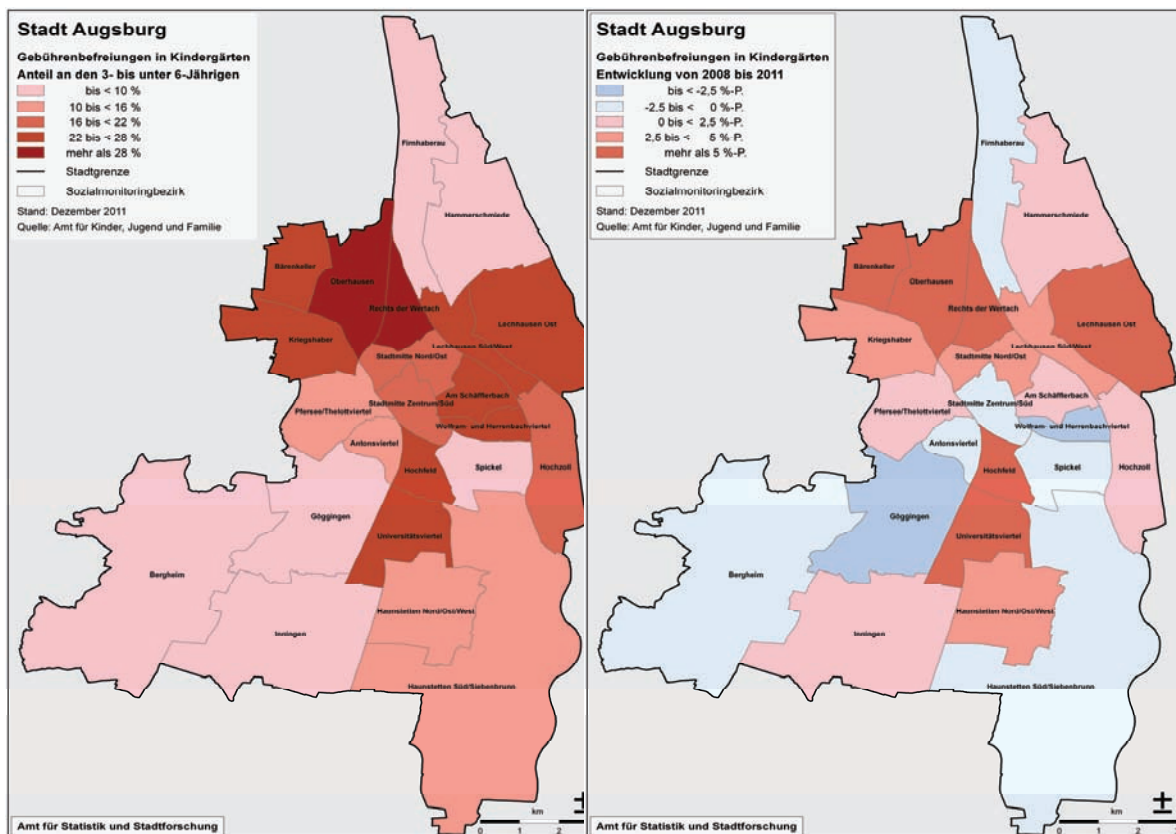 Stadt Augsburg
Gebührenbefreiungen in Kindergärten
Anteil an den 3- bis unter 6-Jährigen
bis < 10 %
10 bis < 16 %
16 bis < 22 %
22 bis < 28 %
mehr als 28 %
Stadtgrenze
Sozialmonitoringbezirk
Stand: Dezember 2011
Quelle: Amt für Kinder, Jugend und Familie
Firnhaberau
Hammerschmiede
Bärenkeller
Oberhausen
Rechts der Wertach
Lechhausen Ost
Kriegshaber
Lechhausen Süd/West
Stadtmitte Nord/Ost
Am Schäfflerbach
Stadtmitte Zentrum/Süd
Pfersee/Thelottviertel
Wolfram- und Herrenbachviertel
Antonsviertel
Hochfeld
Spickel
Hochzoll
Göggingen
Universitätsviertel
Bergheim
Haunstetten Nord/Ost/West
Inningen
Haunstetten Süd/Siebenbrunn
km
0 1 2
Amt für Statistik und Stadtforschung
Stadt Augsburg
Gebührenbefreiungen in Kindergärten
Entwicklung von 2008 bis 2011
bis < -2,5 %-P.
-2,5 bis < 0 %-P.
0 bis < 2,5 %-P.
2,5 bis < 5 %-P.
mehr als 5 %-P.
Stadtgrenze
Sozialmonitoringbezirk
Stand: Dezember 2011
Quelle: Amt für Kinder, Jugend und Familie
Firnhaberau
Hammerschmiede
Bärenkeller
Oberhausen
Rechts der Wertach
Lechhausen Ost
Kriegshaber
Lechhausen Süd/West
Stadtmitte Nord/Ost
Am Schäfflerbach
Stadtmitte Zentrum/Süd
Pfersee/Thelottviertel
Wolfram- und Herrenbachviertel
Antonsviertel
Hochfeld
Spickel
Hochzoll
Göggingen
Universitätsviertel
Bergheim
Haunstetten Nord/Ost/West
Inningen
Haunstetten Süd/Siebenbrunn
km
0 1 2
Amt für Statistik und Stadtforschung